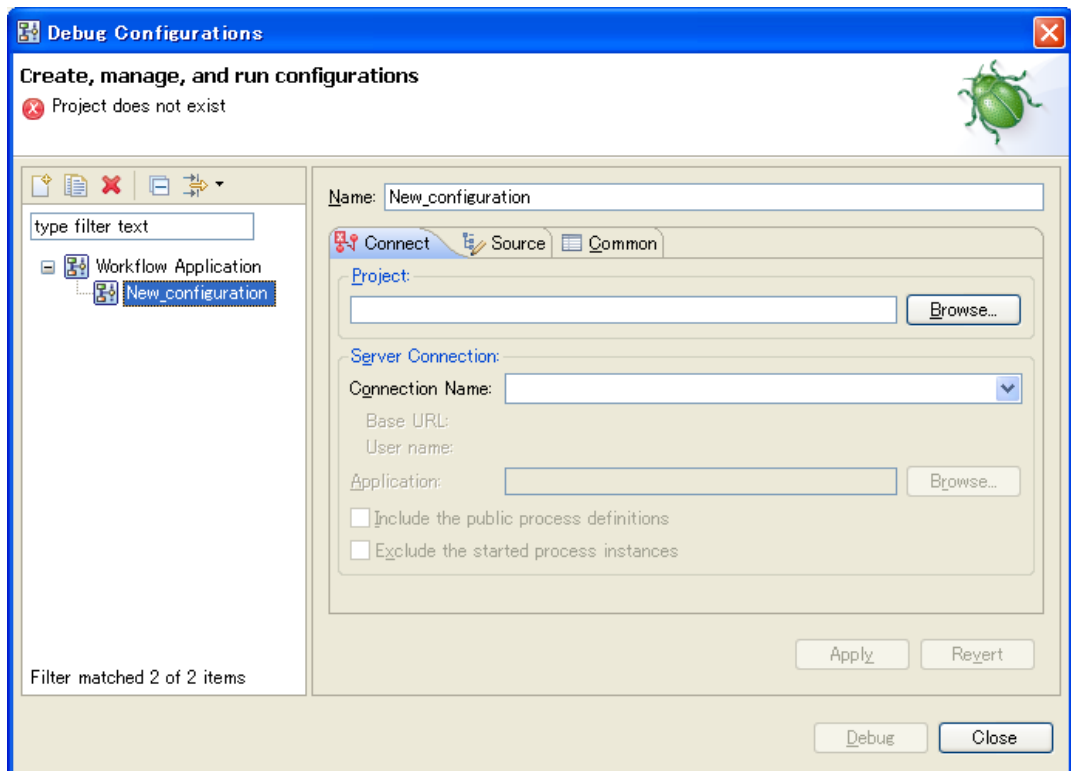 Debug Configurations
Create, manage, and run configurations
Project does not exist
type filter text
Workflow Application
New_configuration
Filter matched 2 of 2 items
Name: New_configuration
Connect Source Common
Project:
Browse...
Server Connection:
Connection Name:
Base URL:
User name:
Application: Browse...
Include the public process definitions
Exclude the started process instances
Apply Revert
Debug Close